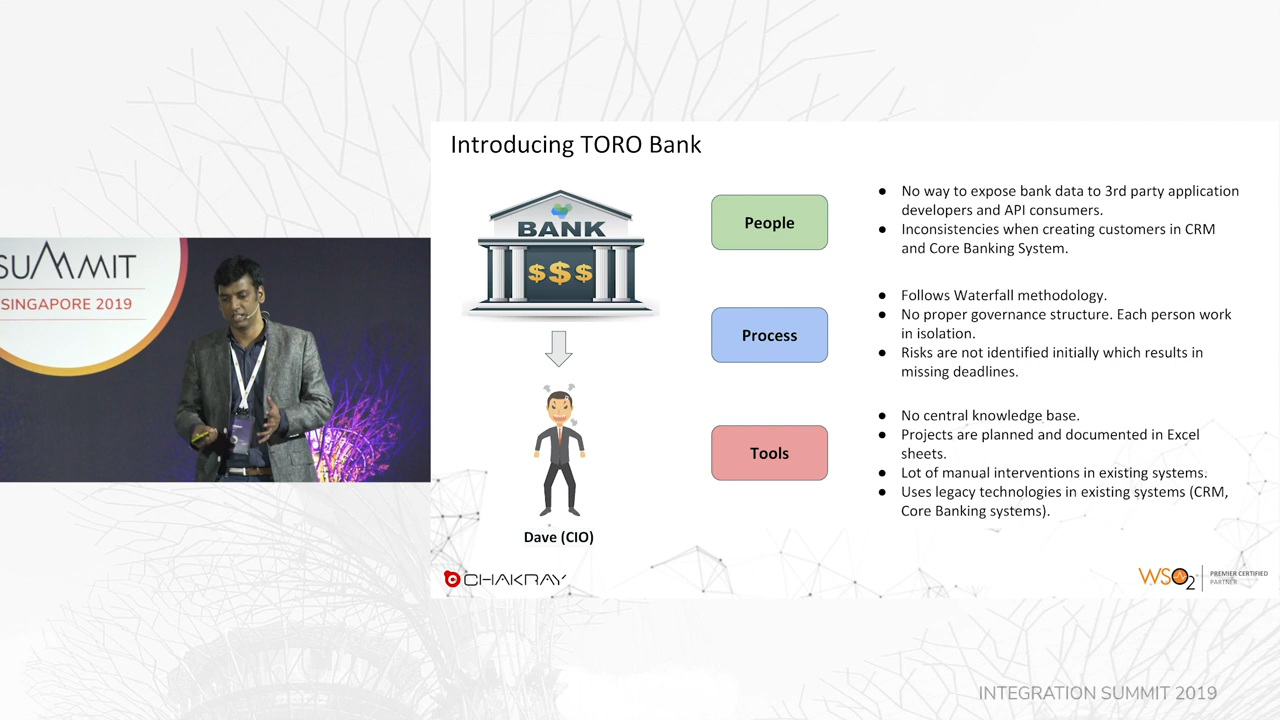 SUMMIT
SINGAPORE 2019
Introducing TORO Bank
BANK
$$$
Dave (CIO)
People
● No way to expose bank data to 3rd party application
developers and API consumers.
● Inconsistencies when creating customers in CRM
and Core Banking System.
Process
● Follows Waterfall methodology.
● No proper governance structure. Each person work
in isolation.
● Risks are not identified initially which results in
missing deadlines.
Tools
● No central knowledge base.
● Projects are planned and documented in Excel
sheets.
● Lot of manual interventions in existing systems.
● Uses legacy technologies in existing systems (CRM,
Core Banking systems).
CHAKRAY
WSO2
PREMIER CERTIFIED
PARTNER
INTEGRATION SUMMIT 2019